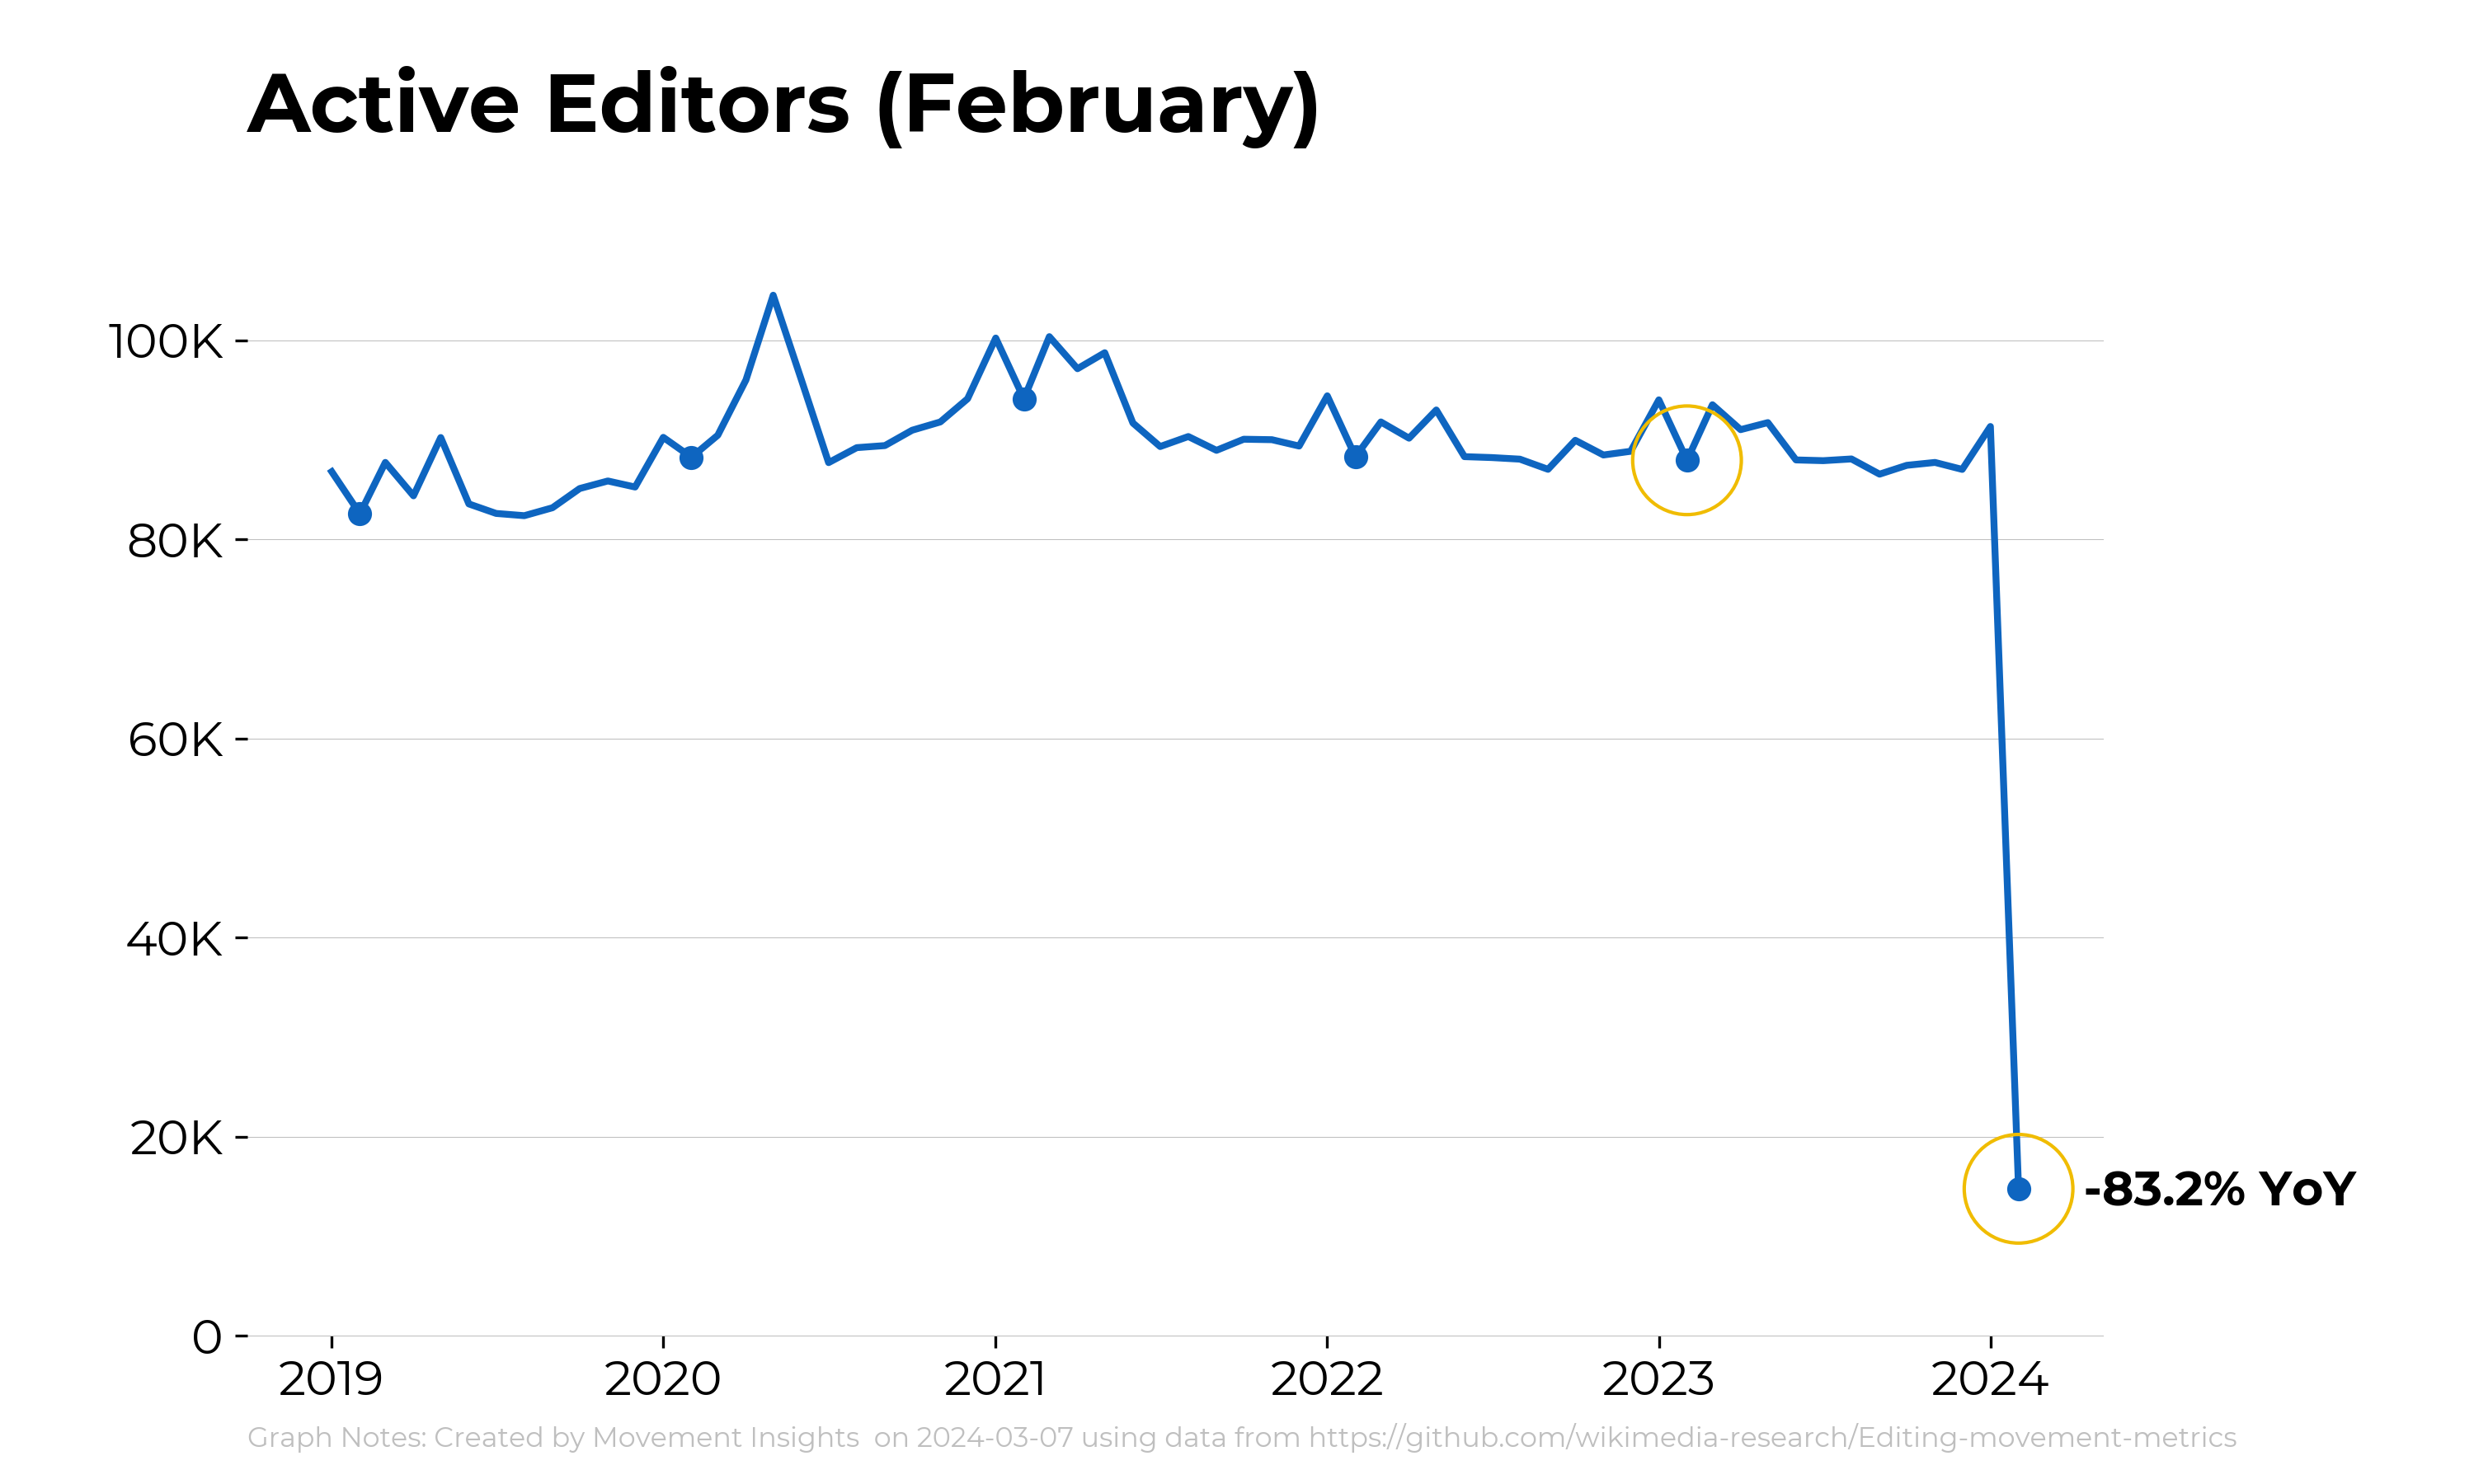 Active Editors (February)
100K
80K
60K
40K
20K
-83.2% YoY
0
2019 2020 2021 2022 2023 2024
Graph Notes: Created by Movement Insights  on 2024-03-07 using data from https://github.com/wikimedia-research/Editing-movement-metrics